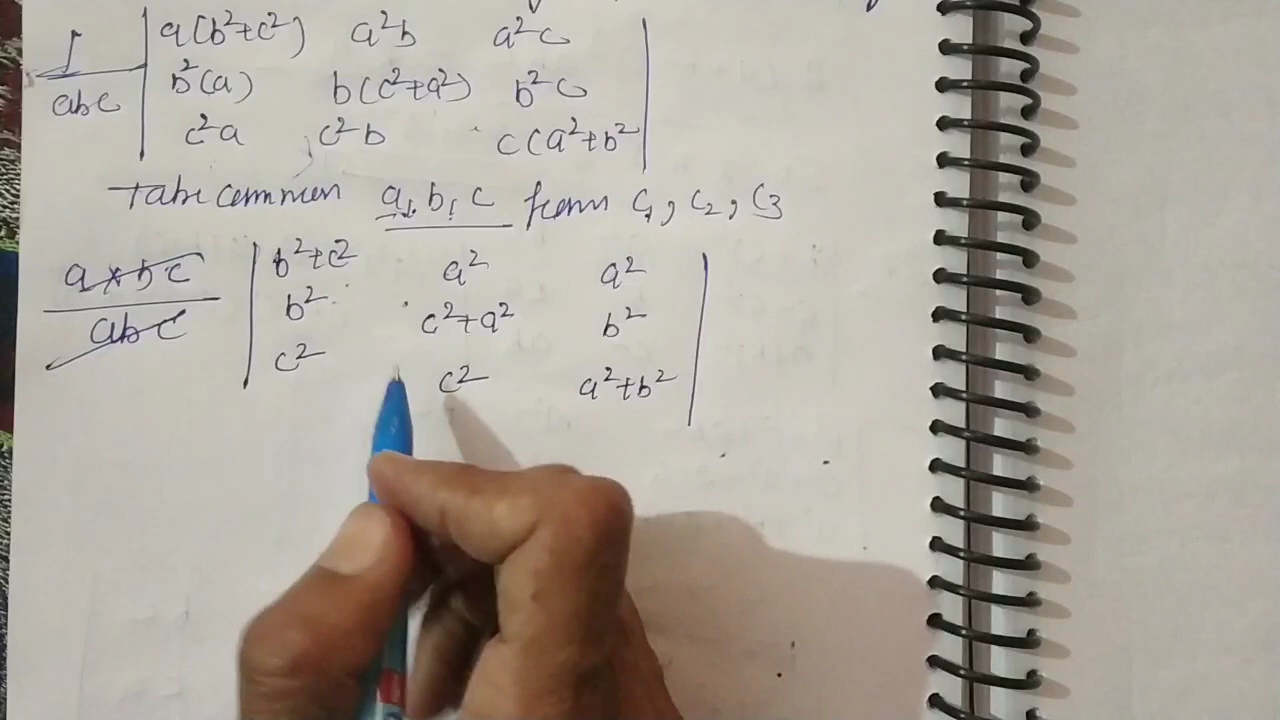 1/abc | a(b²+c²) a²b a²c |
| b²(a) b(c²+a²) b²c |
| c²a c²b c(a²+b² |
Take common a, b, c from C1, C2, C3
a×bc/abc | b²+c² a² a² |
| b² c²+a² b² |
| c² c² a²+b² |